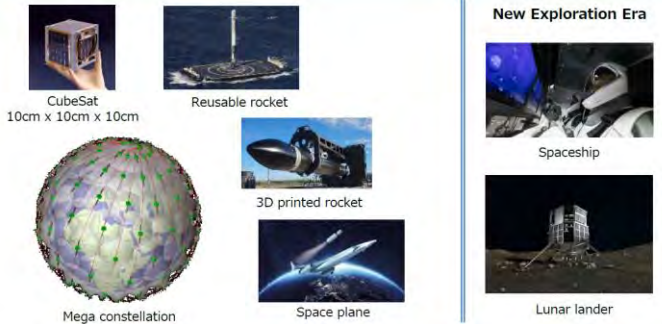 CubeSat
10cm x 10cm x 10cm
Reusable rocket
3D printed rocket
Mega constellation
Space plane
New Exploration Era
Spaceship
Lunar lander